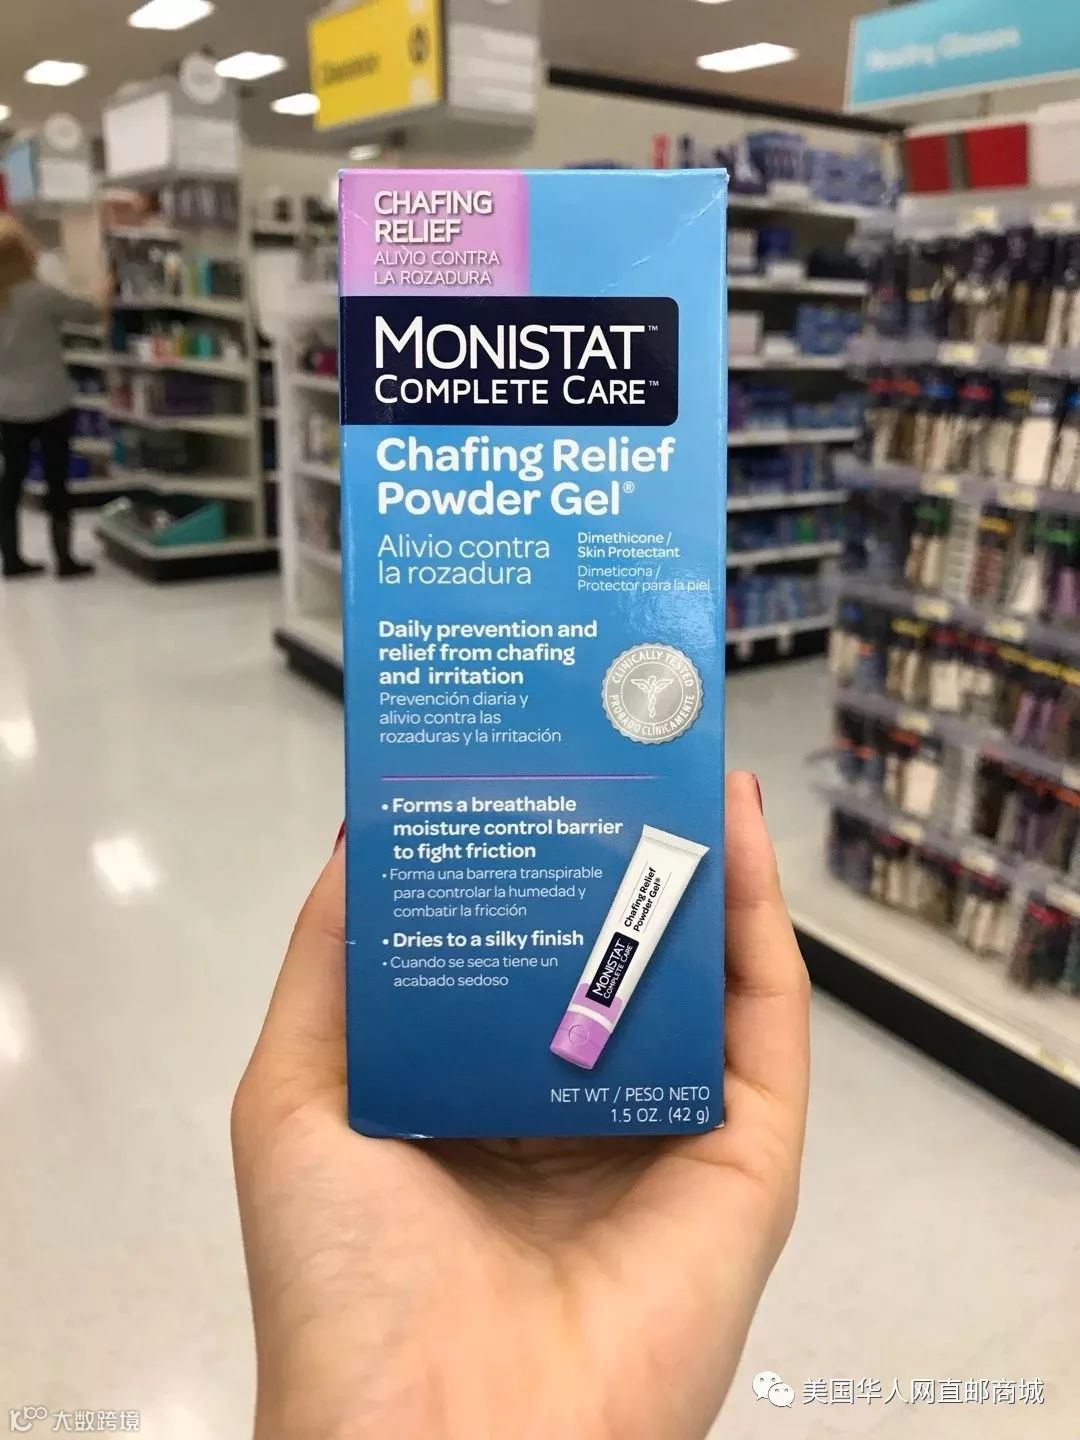 CHAFING
RELIEF
ALIVIO CONTRA
LA ROZADURA
MONISTAT™
COMPLETE CARE™
Chafing Relief
Powder Gel®
Alivio contra
la rozadura
Dimethicone /
Skin Protectant
Dimeticona /
Protector para la piel
Daily prevention and
relief from chafing
and irritation
Prevención diaria y
alivio contra las
rozaduras y la irritación
CLINICALLY TESTED
PROBADO CLÍNICAMENTE
• Forms a breathable
moisture control barrier
to fight friction
• Forma una barrera transpirable
para controlar la humedad y
combatir la fricción
• Dries to a silky finish
• Cuando se seca tiene un
acabado sedoso
MONISTAT
COMPLETE CARE
Chafing Relief
Powder Gel®
NET WT / PESO NETO
1.5 OZ. (42 g)
美国华人网直邮商城
大数跨境